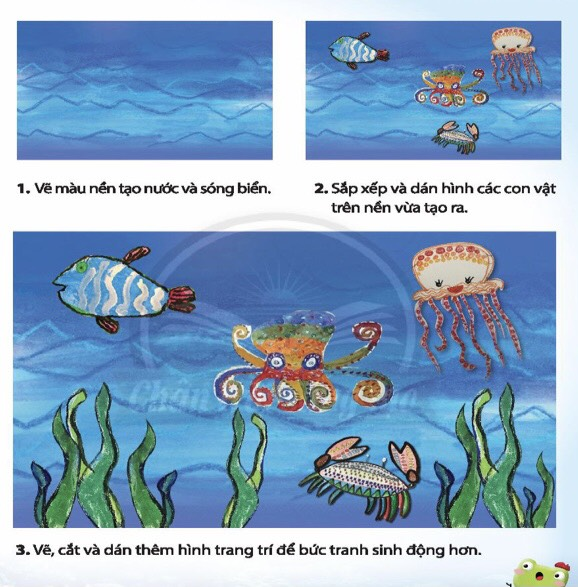 1. Vẽ màu nền tạo nước và sóng biển.
2. Sắp xếp và dán hình các con vật
trên nền vừa tạo ra.
3. Vẽ, cắt và dán thêm hình trang trí để bức tranh sinh động hơn.